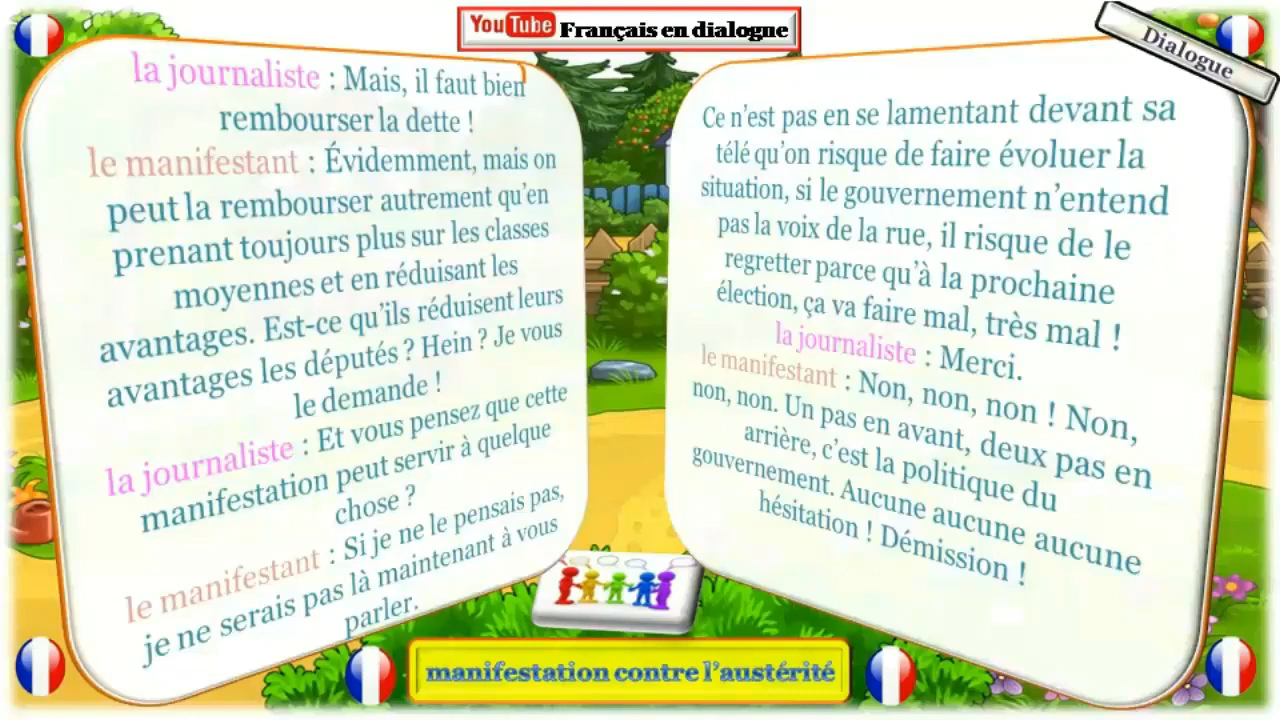 YouTube Français en dialogue
Dialogue
la journaliste : Mais, il faut bien
rembourser la dette !
le manifestant : Évidemment, mais on
peut la rembourser autrement qu'en
prenant toujours plus sur les classes
moyennes et en réduisant les
avantages. Est-ce qu'ils réduisent leurs
avantages les députés ? Hein ? Je vous
le demande !
la journaliste : Et vous pensez que cette
manifestation peut servir à quelque
chose ?
le manifestant : Si je ne le pensais pas,
je ne serais pas là maintenant à vous
parler.
Ce n'est pas en se lamentant devant sa
télé qu'on risque de faire évoluer la
situation, si le gouvernement n'entend
pas la voix de la rue, il risque de le
regretter parce qu'à la prochaine
élection, ça va faire mal, très mal !
la journaliste : Merci.
le manifestant : Non, non, non ! Non,
non, non. Un pas en avant, deux pas en
arrière, c'est la politique du
gouvernement. Aucune aucune aucune
hésitation ! Démission !
manifestation contre l'austérité